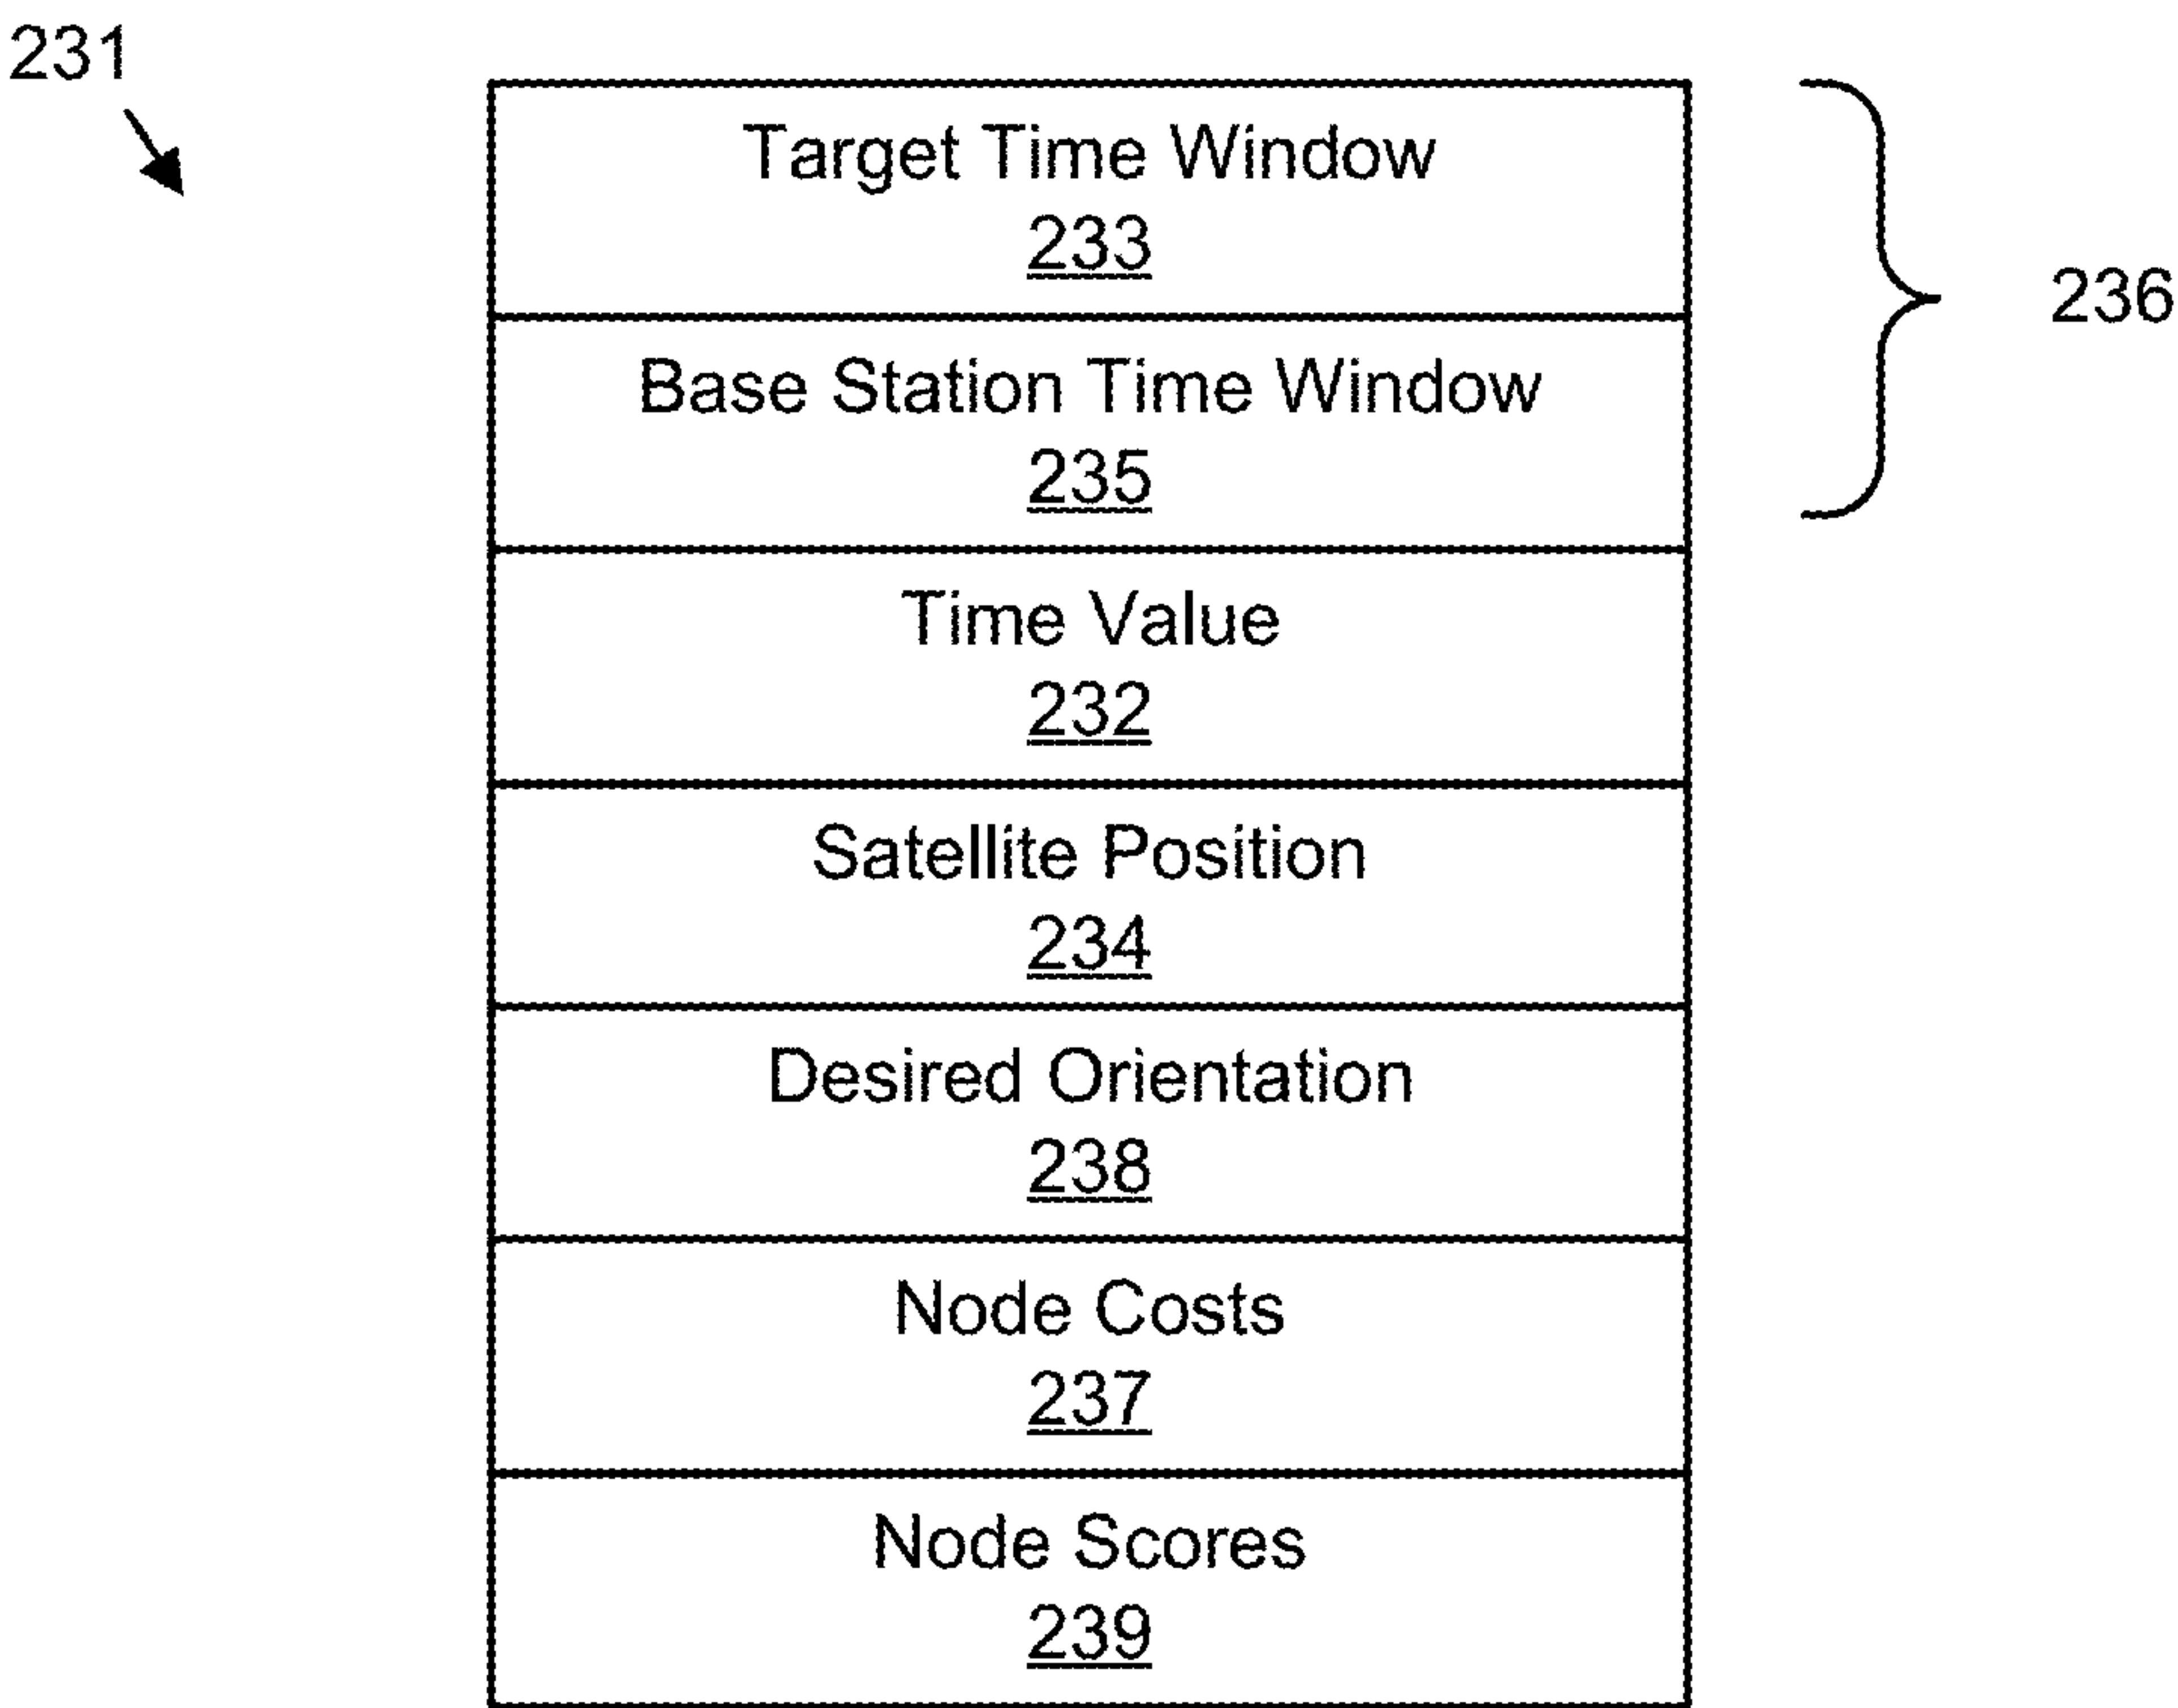 231
Target Time Window
233
236
Base Station Time Window
235
Time Value
232
Satellite Position
234
Desired Orientation
238
Node Costs
237
Node Scores
239